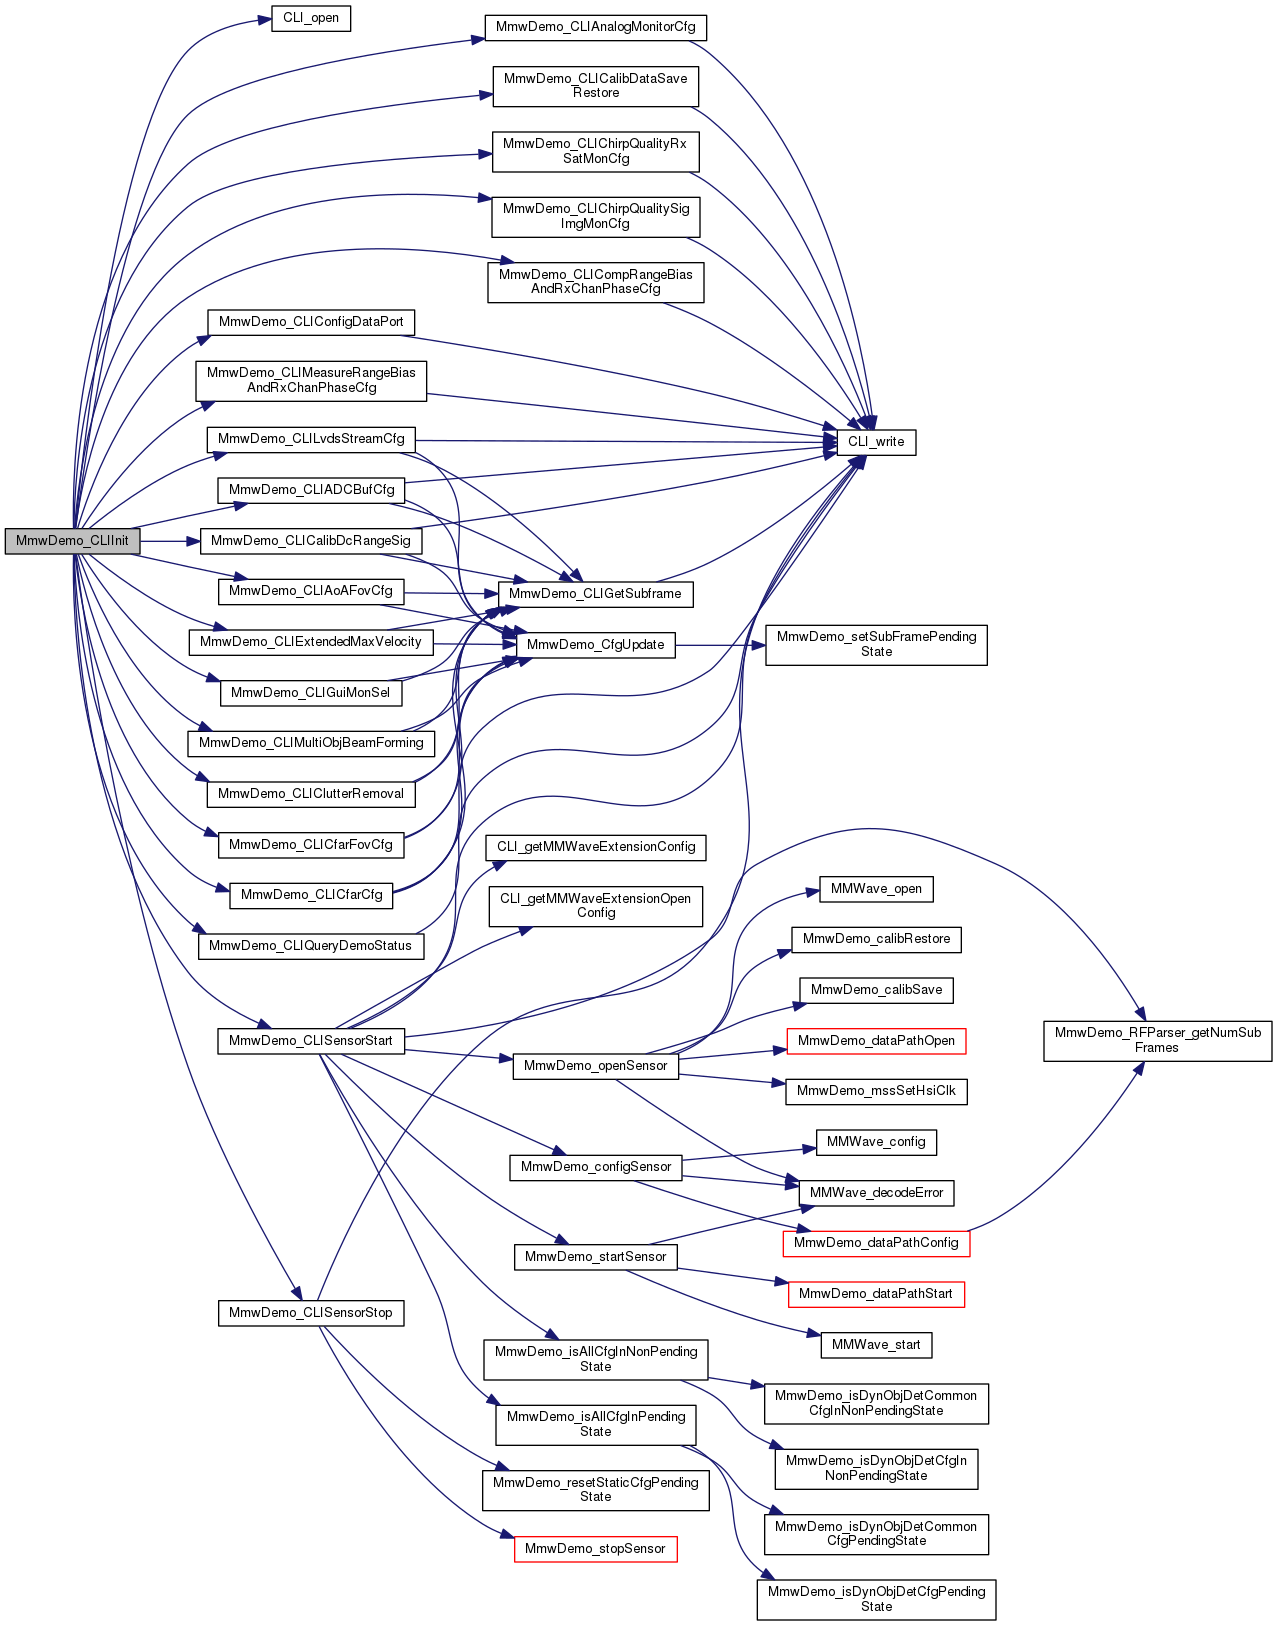 CLI_open
MmwDemo_CLIAnalogMonitorCfg
MmwDemo_CLICalibDataSave
Restore
MmwDemo_CLIChirpQualityRx
SatMonCfg
MmwDemo_CLIChirpQualitySig
ImgMonCfg
MmwDemo_CLICompRangeBias
AndRxChanPhaseCfg
MmwDemo_CLIConfigDataPort
MmwDemo_CLIMeasureRangeBias
AndRxChanPhaseCfg
MmwDemo_CLILvdsStreamCfg
CLI_write
MmwDemo_CLIADCBufCfg
MmwDemo_CLIInit
MmwDemo_CLICalibDcRangeSig
MmwDemo_CLIAoAFovCfg
MmwDemo_CLIGetSubframe
MmwDemo_CLIExtendedMaxVelocity
MmwDemo_CfgUpdate
MmwDemo_setSubFramePending
State
MmwDemo_CLIGuiMonSel
MmwDemo_CLIMultiObjBeamForming
MmwDemo_CLIClutterRemoval
MmwDemo_CLICfarFovCfg
CLI_getMMWaveExtensionConfig
MmwDemo_CLICfarCfg
MMWave_open
CLI_getMMWaveExtensionOpen
Config
MmwDemo_CLIQueryDemoStatus
MmwDemo_calibRestore
MmwDemo_calibSave
MmwDemo_CLISensorStart
MmwDemo_dataPathOpen
MmwDemo_RFParser_getNumSub
Frames
MmwDemo_openSensor
MmwDemo_mssSetHsiClk
MMWave_config
MmwDemo_configSensor
MMWave_decodeError
MmwDemo_dataPathConfig
MmwDemo_startSensor
MmwDemo_dataPathStart
MmwDemo_CLISensorStop
MMWave_start
MmwDemo_isAllCfgInNonPending
State
MmwDemo_isDynObjDetCommon
CfgInNonPendingState
MmwDemo_isAllCfgInPending
State
MmwDemo_isDynObjDetCfgIn
NonPendingState
MmwDemo_resetStaticCfgPending
State
MmwDemo_isDynObjDetCommon
CfgPendingState
MmwDemo_stopSensor
MmwDemo_isDynObjDetCfgPending
State